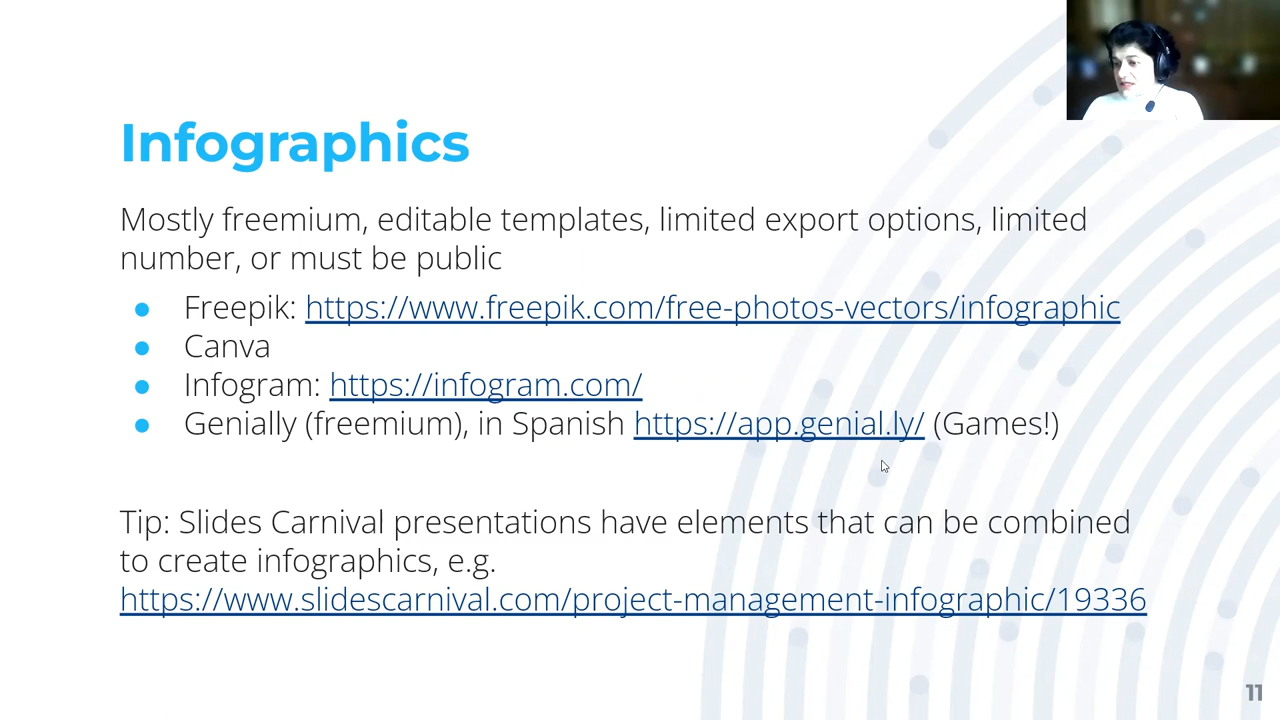 Infographics
Mostly freemium, editable templates, limited export options, limited
number, or must be public
● Freepik: https://www.freepik.com/free-photos-vectors/infographic
● Canva
● Infogram: https://infogram.com/
● Genially (freemium), in Spanish https://app.genial.ly/ (Games!)
Tip: Slides Carnival presentations have elements that can be combined
to create infographics, e.g.
https://www.slidescarnival.com/project-management-infographic/19336
11